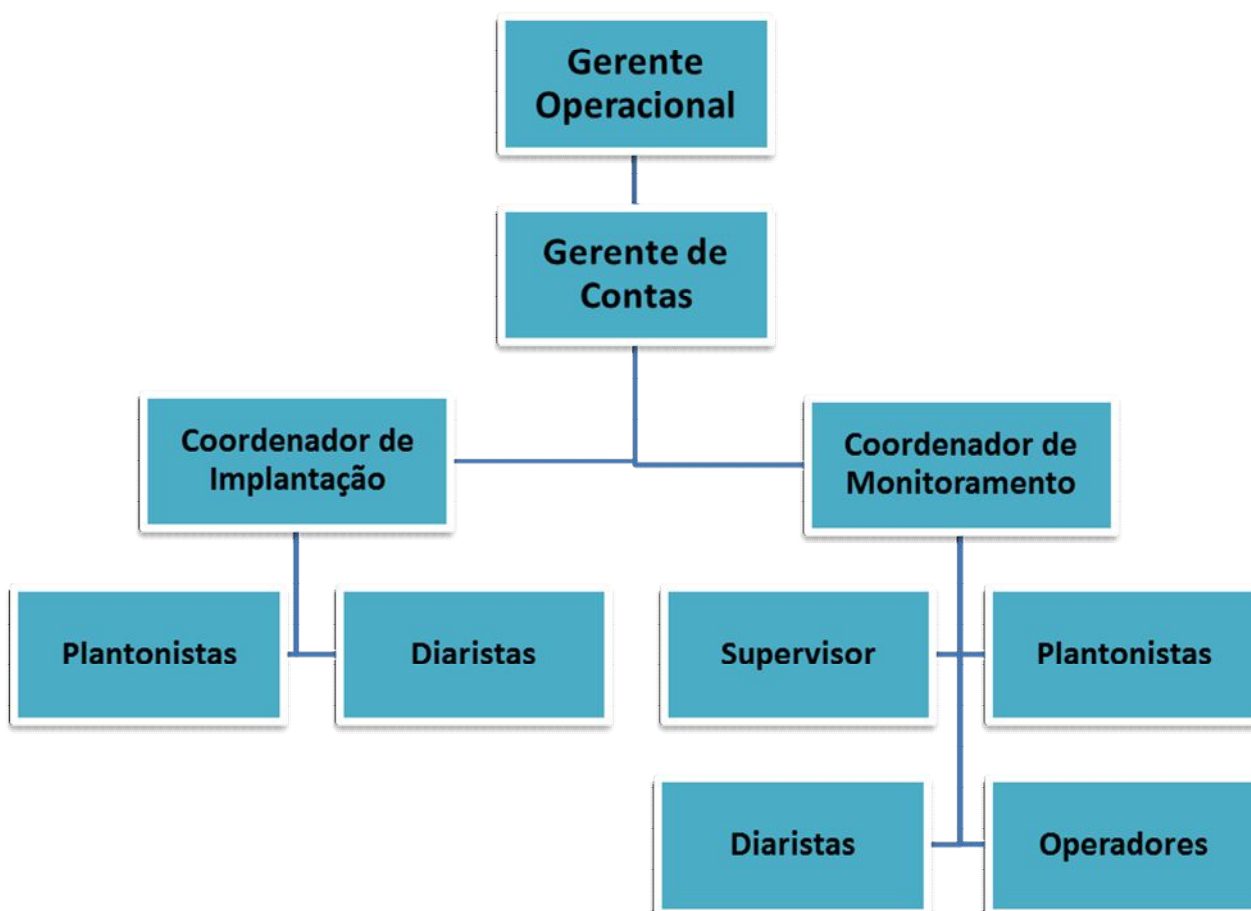 Gerente
Operacional
Gerente de
Contas
Coordenador de
Implantação
Coordenador de
Monitoramento
Plantonistas
Diaristas
Supervisor
Plantonistas
Diaristas
Operadores